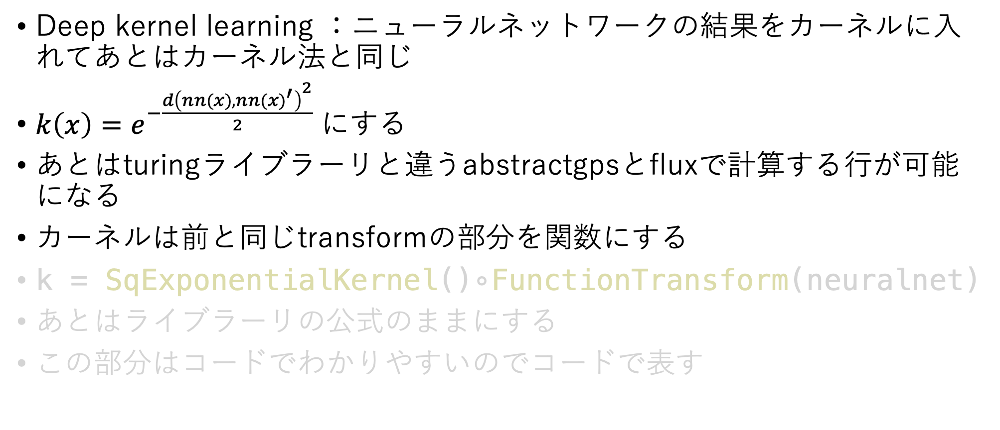 • Deep kernel learning ：ニューラルネットワークの結果をカーネルに入
れてあとはカーネル法と同じ
• k(x) = e^{-\frac{d(nn(x),nn(x)')^2}{2}} にする
• あとはturingライブラーリと違うabstractgpsとfluxで計算する行が可能
になる
• カーネルは前と同じtransformの部分を関数にする
• k = SqExponentialKernel()∘FunctionTransform(neuralnet)
• あとはライブラーリの公式のままにする
• この部分はコードでわかりやすいのでコードで表す